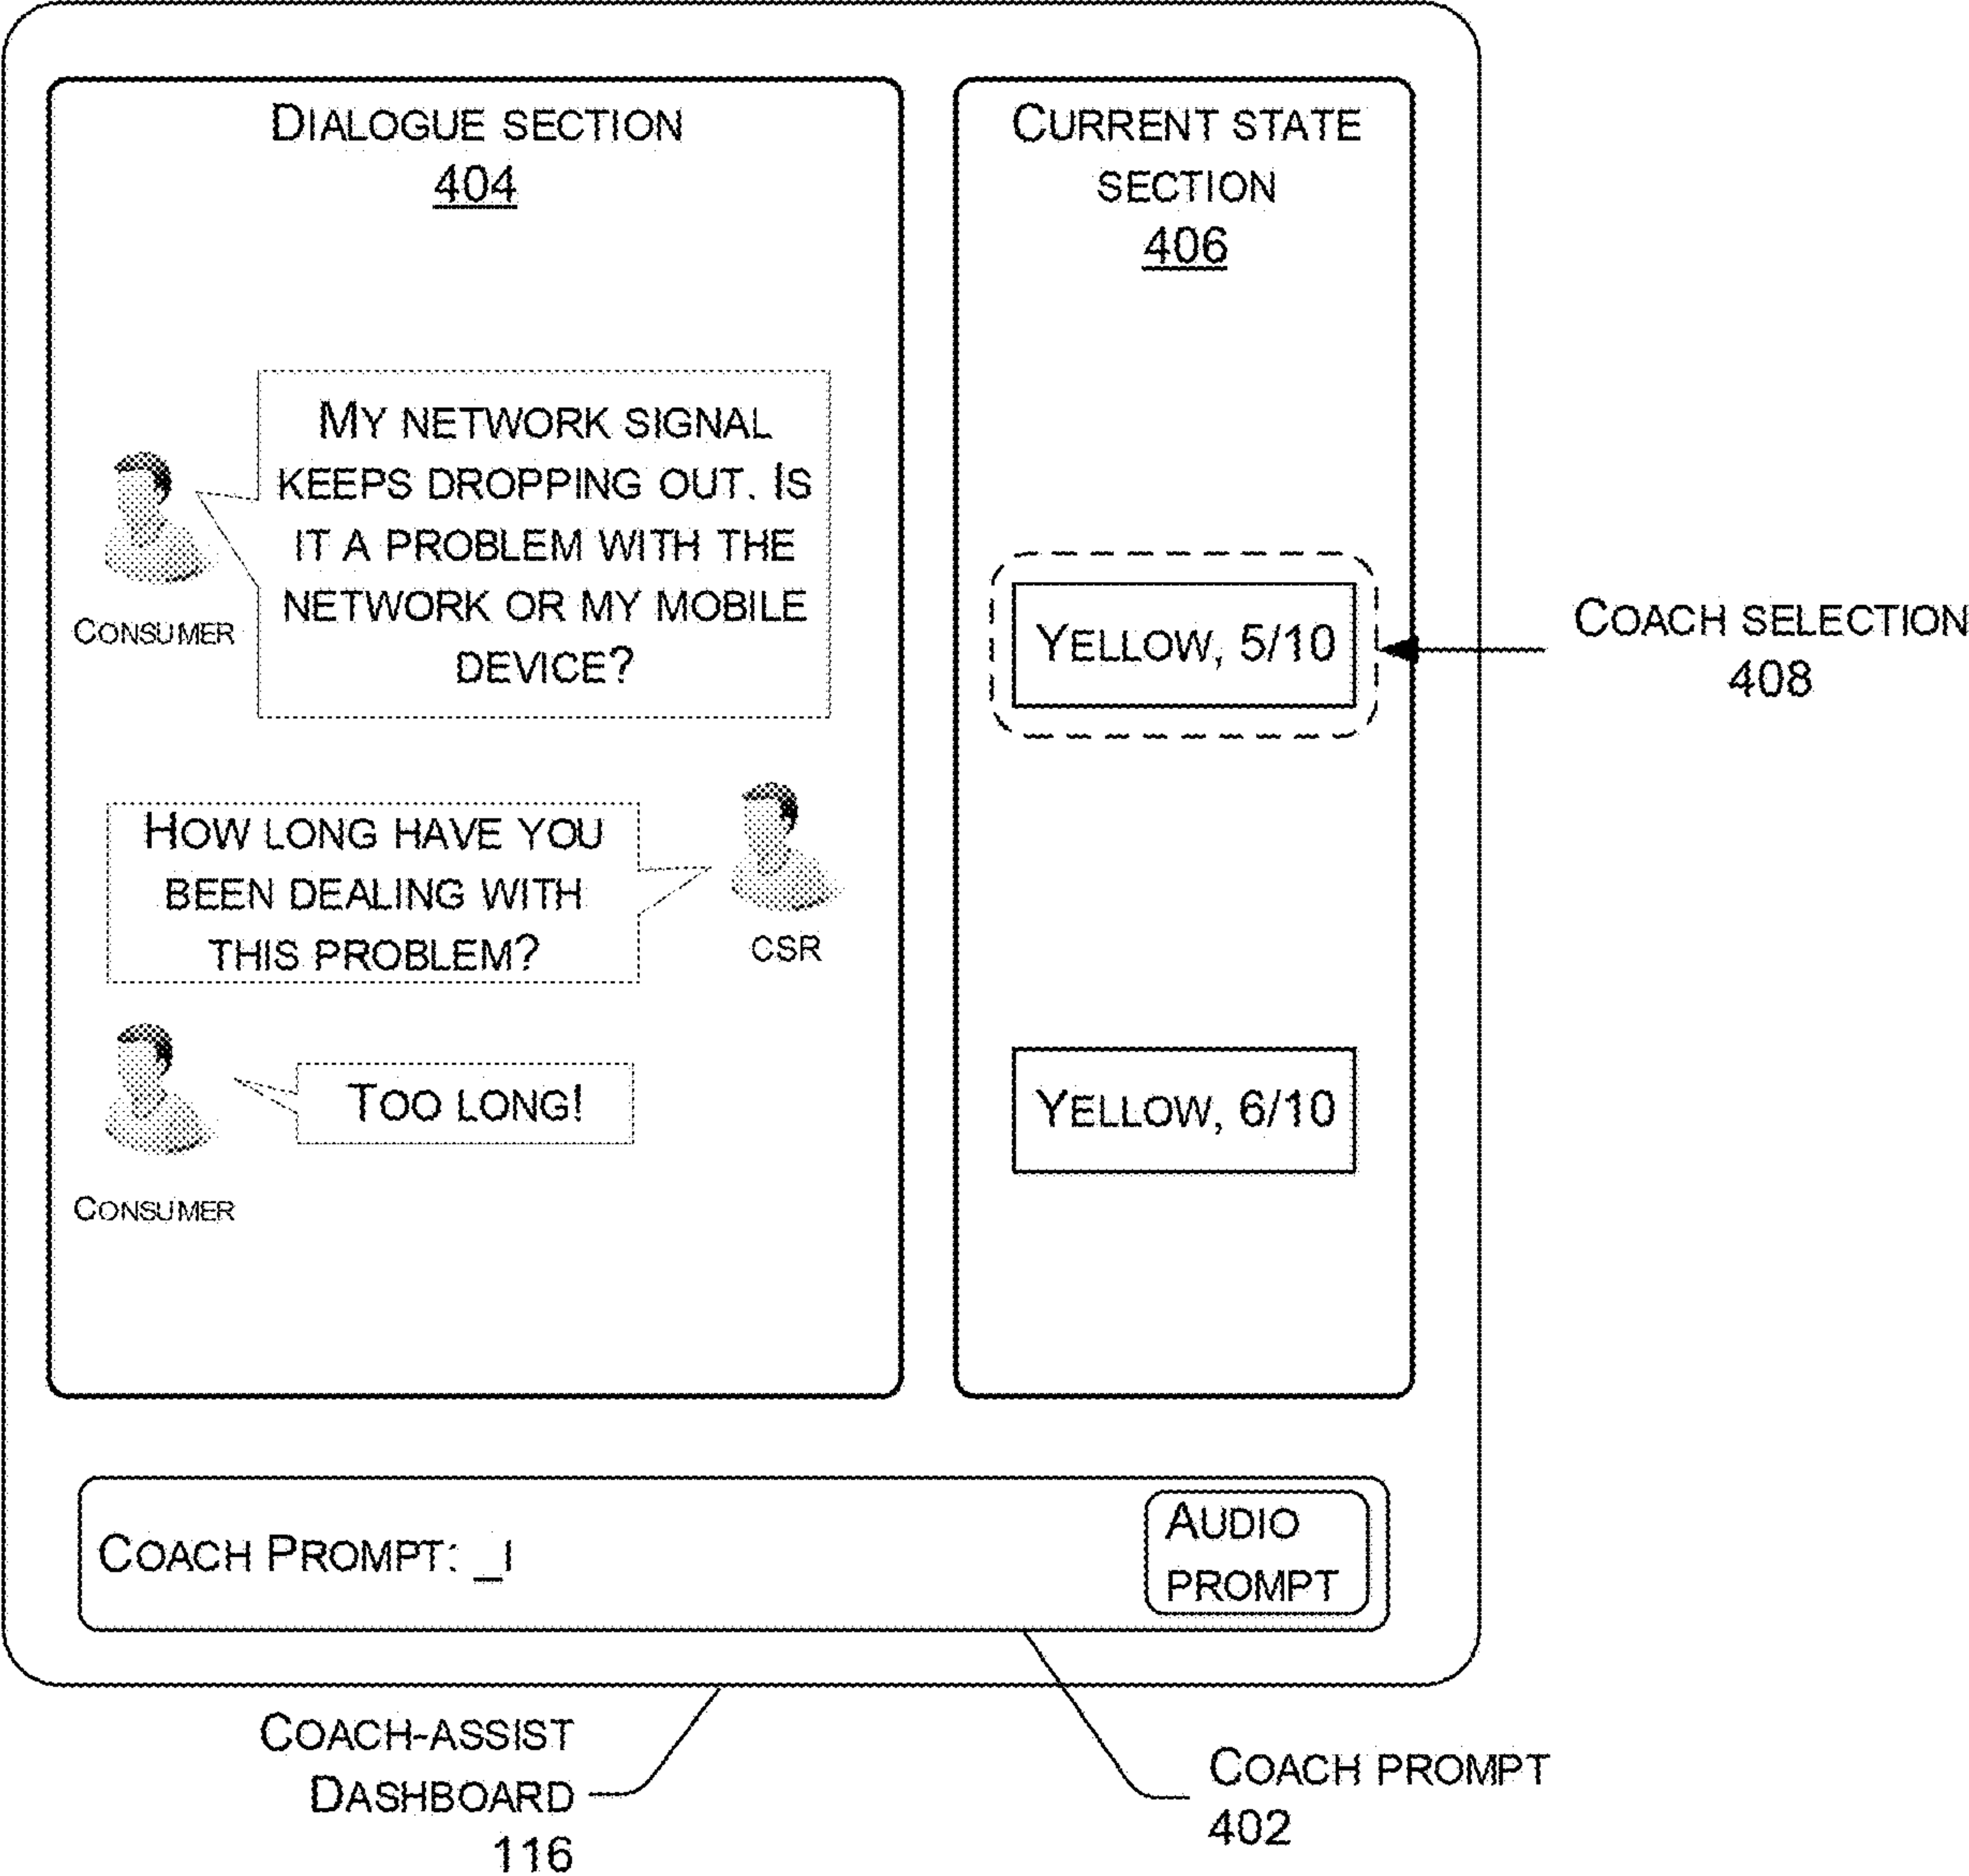 DIALOGUE SECTION
404
MY NETWORK SIGNAL
KEEPS DROPPING OUT. IS
IT A PROBLEM WITH THE
NETWORK OR MY MOBILE
DEVICE?
CONSUMER
HOW LONG HAVE YOU
BEEN DEALING WITH
THIS PROBLEM?
CSR
TOO LONG!
CONSUMER
CURRENT STATE
SECTION
406
YELLOW, 5/10
YELLOW, 6/10
COACH SELECTION
408
COACH PROMPT: _I
AUDIO
PROMPT
COACH-ASSIST
DASHBOARD
116
COACH PROMPT
402